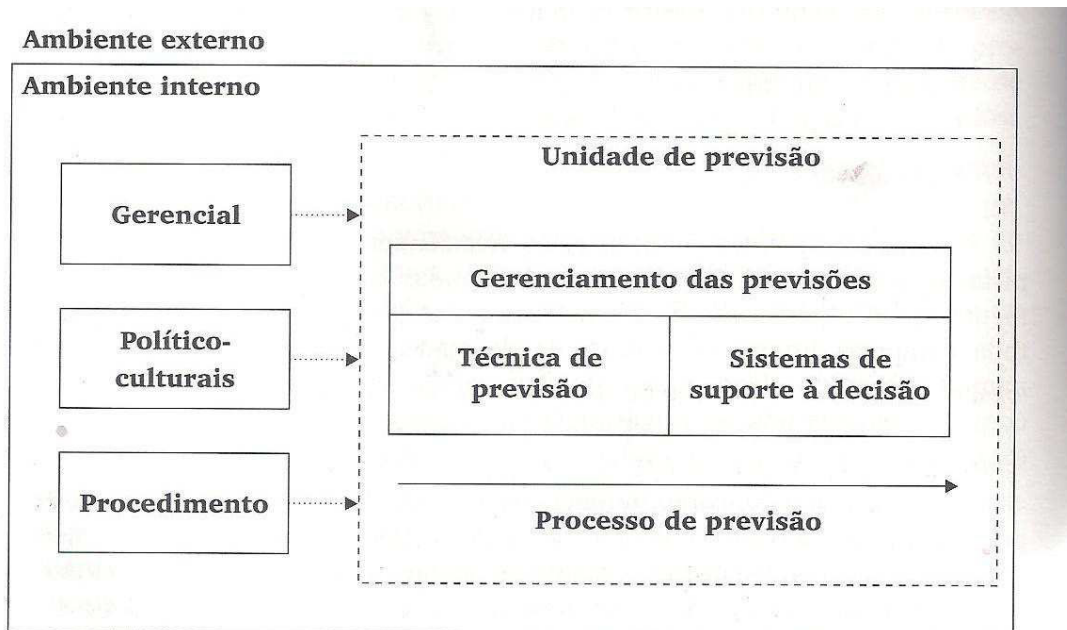 Ambiente externo
Ambiente interno
Unidade de previsão
Gerencial
Gerenciamento das previsões
Político-
culturais
Técnica de
previsão
Sistemas de
suporte à decisão
Procedimento
Processo de previsão